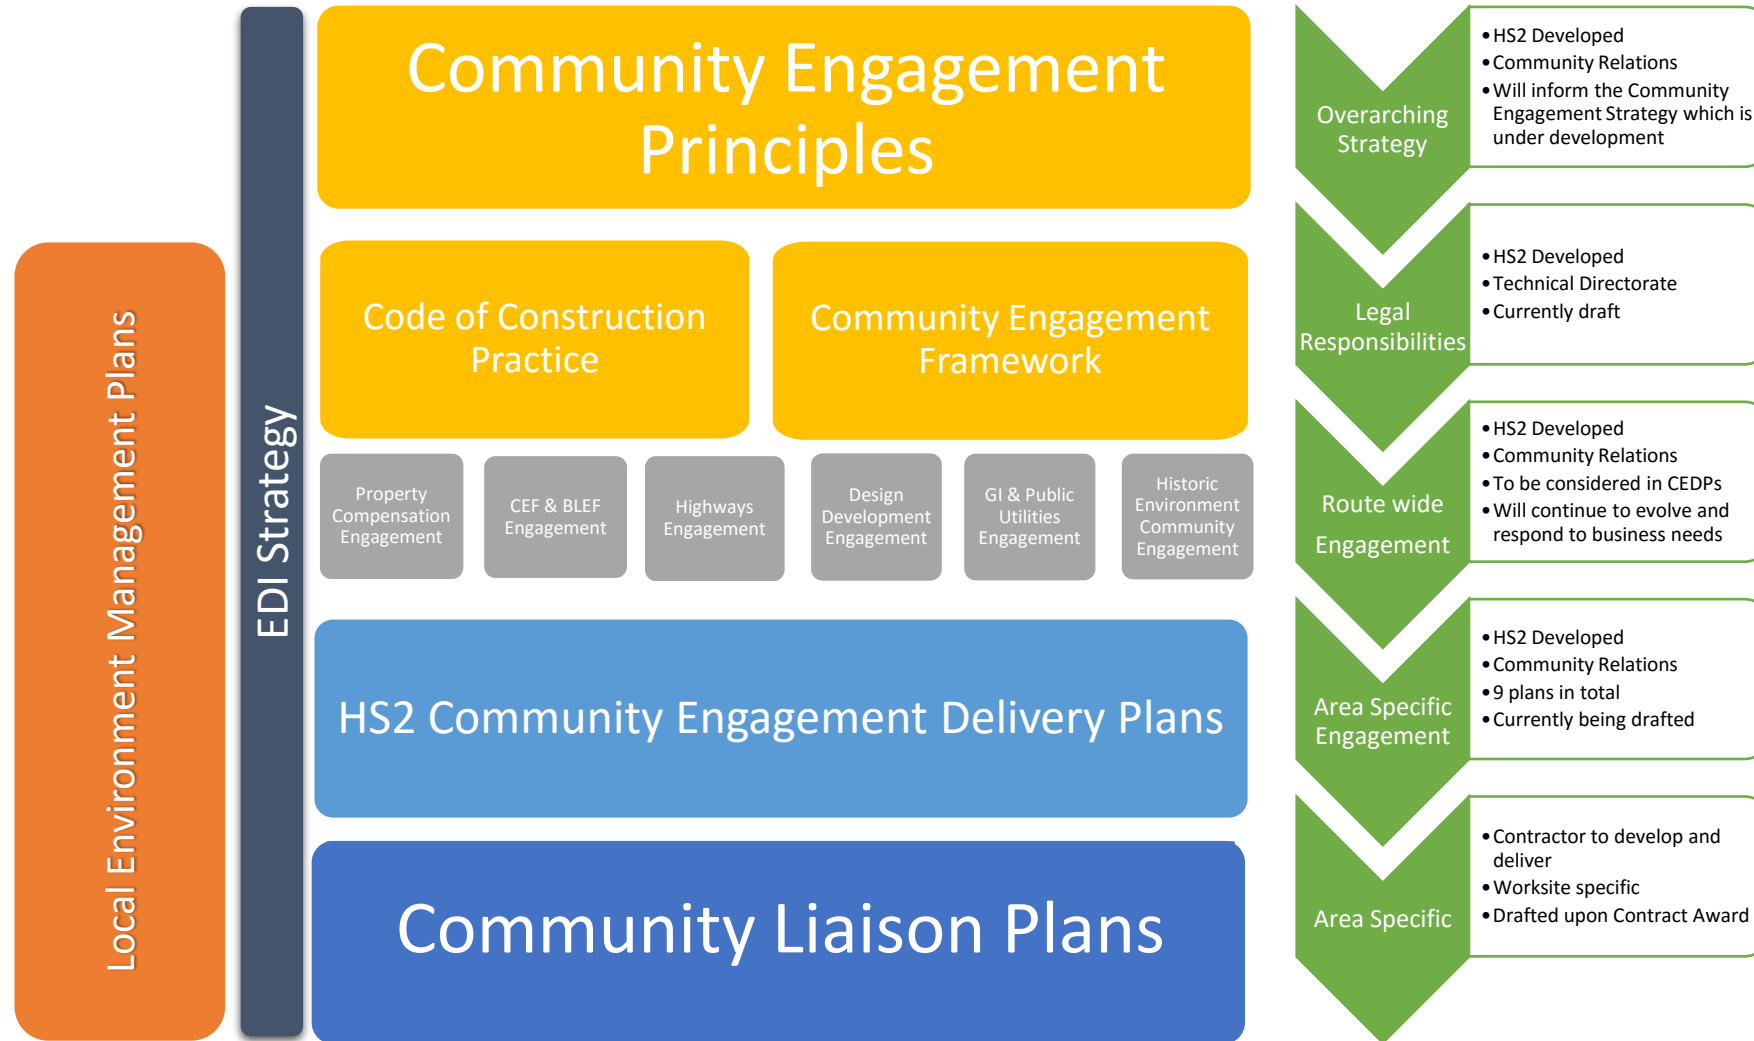 Local Environment Management Plans
EDI Strategy
Community Engagement
Principles
Code of Construction
Practice
Community Engagement
Framework
Property
Compensation
Engagement
CEF & BLEF
Engagement
Highways
Engagement
Design
Development
Engagement
GI & Public
Utilities
Engagement
Historic
Environment
Community
Engagement
HS2 Community Engagement Delivery Plans
Community Liaison Plans
Overarching
Strategy
•HS2 Developed
•Community Relations
•Will inform the Community
Engagement Strategy which is
under development
Legal
Responsibilities
•HS2 Developed
•Technical Directorate
•Currently draft
Route wide
Engagement
•HS2 Developed
•Community Relations
•To be considered in CEDPs
•Will continue to evolve and
respond to business needs
Area Specific
Engagement
•HS2 Developed
•Community Relations
•9 plans in total
•Currently being drafted
Area Specific
•Contractor to develop and
deliver
•Worksite specific
•Drafted upon Contract Award